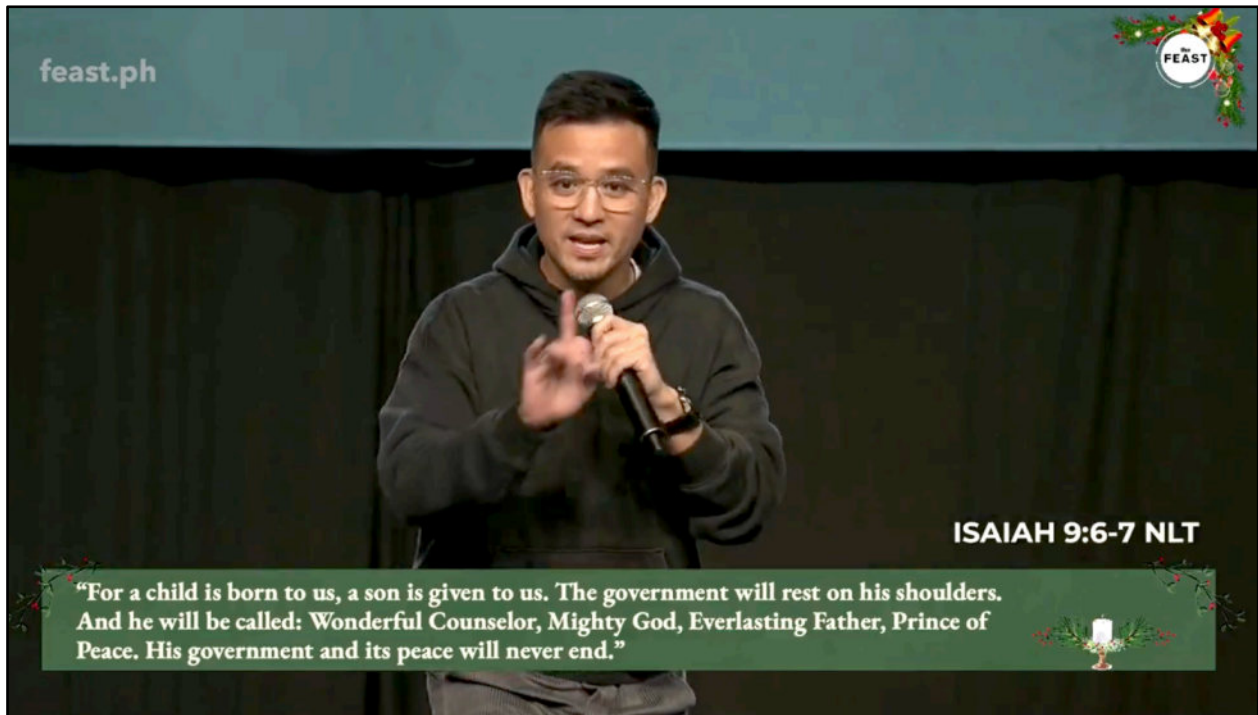 feast.ph
the
FEAST
ISAIAH 9:6-7 NLT
“For a child is born to us, a son is given to us. The government will rest on his shoulders.
And he will be called: Wonderful Counselor, Mighty God, Everlasting Father, Prince of
Peace. His government and its peace will never end.”